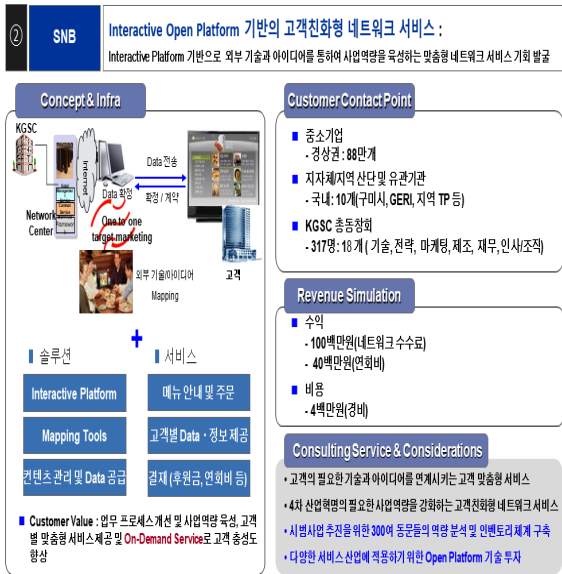 ②
SNB
Interactive Open Platform 기반의 고객친화형 네트워크 서비스 :
Interactive Platform 기반으로 외부 기술과 아이디어를 통하여 사업역량을 육성하는 맞춤형 네트워크 서비스 기회 발굴
Concept & Infra
KGSC
Internet
Data 전송
Data 확정
확정 / 계약
Network
Center
One to one
target marketing
외부 기술/아이디어
Mapping
고객
+
솔루션
서비스
Interactive Platform
메뉴 안내 및 주문
Mapping Tools
고객별 Data · 정보 제공
컨텐츠 관리 및 Data 공급
결재 (후원금, 연회비 등)
■ Customer Value : 업무 프로세스 개선 및 사업역량 육성, 고객
별 맞춤형 서비스 제공 및 On-Demand Service로 고객 충성도
향상
Customer Contact Point
■ 중소기업
- 경상권 : 88만개
■ 지자체/지역 산단 및 유관기관
- 국내 : 10개(구미시, GERI, 지역 TP 등)
■ KGSC 총동창회
- 317명 : 18개 ( 기술, 전략, 마케팅, 제조, 재무, 인사/조직)
Revenue Simulation
■ 수익
- 100백만원(네트워크 수수료)
- 40백만원(연회비)
■ 비용
- 4백만원(경비)
Consulting Service & Considerations
• 고객의 필요한 기술과 아이디어를 연계시키는 고객 맞춤형 서비스
• 4차 산업혁명의 필요한 사업역량을 강화하는 고객친화형 네트워크 서비스
• 시범사업 추진을 위한 300여 동문들의 역량 분석 및 인벤토리 체계 구축
• 다양한 서비스 산업에 적용하기 위한 Open Platform 기술 투자